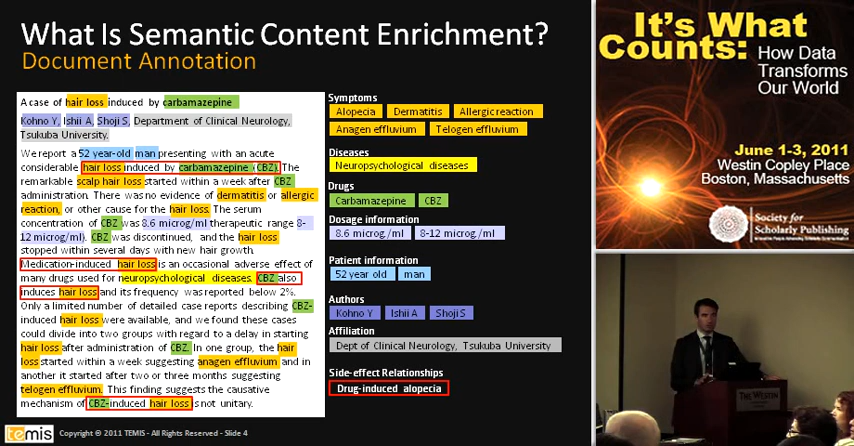 What Is Semantic Content Enrichment?
Document Annotation
A case of hair loss induced by carbamazepine
Kohno Y, Ishii A, Shoji S, Department of Clinical Neurology,
Tsukuba University.
We report a 52 year-old man presenting with an acute
considerable hair loss induced by carbamazepine (CBZ). The
remarkable scalp hair loss started within a week after CBZ
administration. There was no evidence of dermatitis or allergic
reaction, or other cause for the hair loss. The serum
concentration of CBZ was 8.6 microg/ml therapeutic range 8-
12 microg/ml). CBZ was discontinued, and the hair loss
stopped within several days with new hair growth.
Medication-induced hair loss is an occasional adverse effect of
many drugs used for neuropsychological diseases. CBZ also
induces hair loss and its frequency was reported below 2%.
Only a limited number of detailed case reports describing CBZ-
induced hair loss were available, and we found these cases
could divide into two groups with regard to a delay in starting
hair loss after administration of CBZ. In one group, the hair
loss started within a week suggesting anagen effluvium and in
another it started after two or three months suggesting
telogen effluvium. This finding suggests the causative
mechanism of CBZ-induced hair loss is not unitary.
Symptoms
Alopecia Dermatitis Allergic reaction
Anagen effluvium Telogen effluvium
Diseases
Neuropsychological diseases
Drugs
Carbamazepine CBZ
Dosage information
8.6 microg./ml 8-12 microg./ml
Patient information
52 year old man
Authors
Kohno Y Ishii A Shoji S
Affiliation
Dept of Clinical Neurology, Tsukuba University
Side-effect Relationships
Drug-induced alopecia
temis Copyright © 2011 TEMIS - All Rights Reserved - Slide 4
It's What
Counts: How Data
Transforms
Our World
June 1-3, 2011
Westin Copley Place
Boston, Massachusetts
Society for
Scholarly Publishing
THE WESTIN